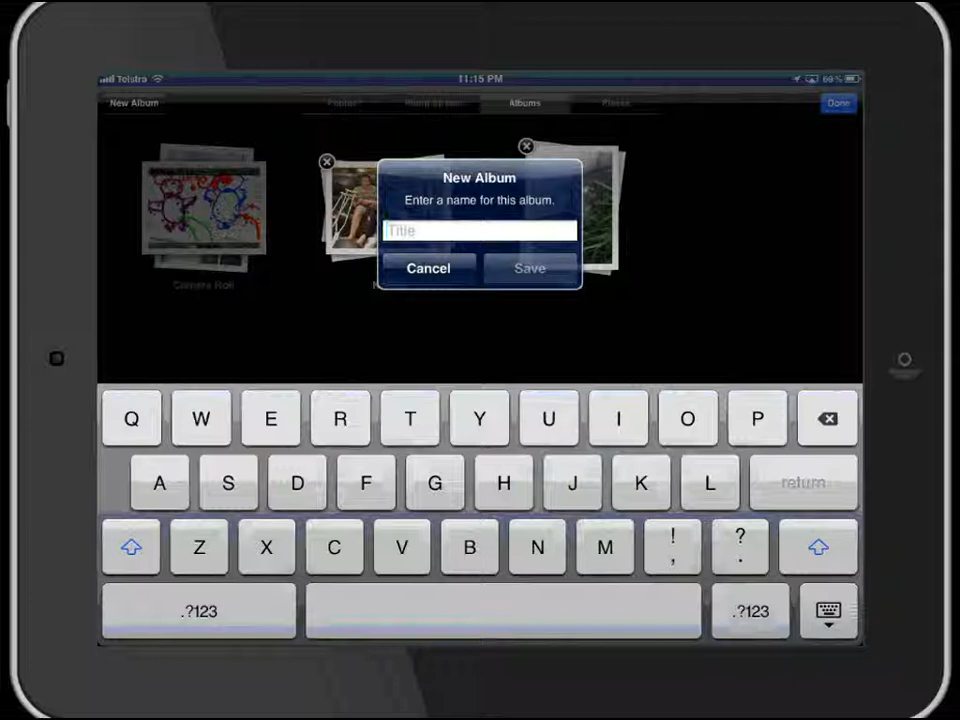 Telstra 11:15 PM 69%
New Album Albums Places Done
New Album
Enter a name for this album.
Title
Cancel Save
Camera Roll
Q W E R T Y U I O P
A S D F G H J K L return
Z X C V B N M ! , ? .
.?123 .?123